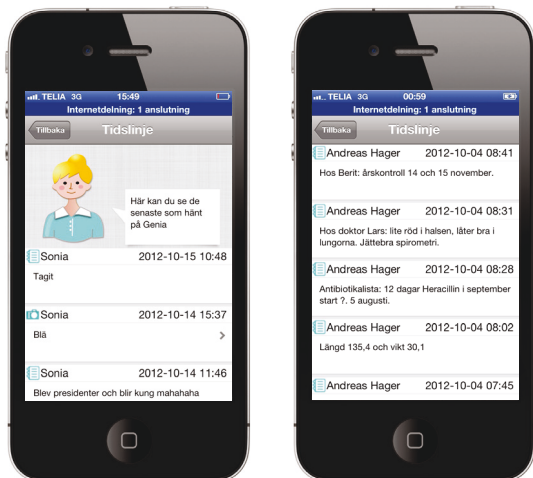 TELIA 3G 15:49
Internetdelning: 1 anslutning
Tillbaka Tidslinje
Här kan du se de
senaste som hänt
på Genia
Sonia 2012-10-15 10:48
Tagit
Sonia 2012-10-14 15:37
Blä
Sonia 2012-10-14 11:46
Blev presidenter och blir kung mahahaha
TELIA 3G 00:59
Internetdelning: 1 anslutning
Tillbaka Tidslinje
Andreas Hager 2012-10-04 08:41
Hos Berit: årskontroll 14 och 15 november.
Andreas Hager 2012-10-04 08:31
Hos doktor Lars: lite röd i halsen, låter bra i
lungorna. Jättebra spirometri.
Andreas Hager 2012-10-04 08:28
Antibiotikalista: 12 dagar Heracillin i september
start ?. 5 augusti.
Andreas Hager 2012-10-04 08:02
Längd 135,4 och vikt 30,1
Andreas Hager 2012-10-04 07:45